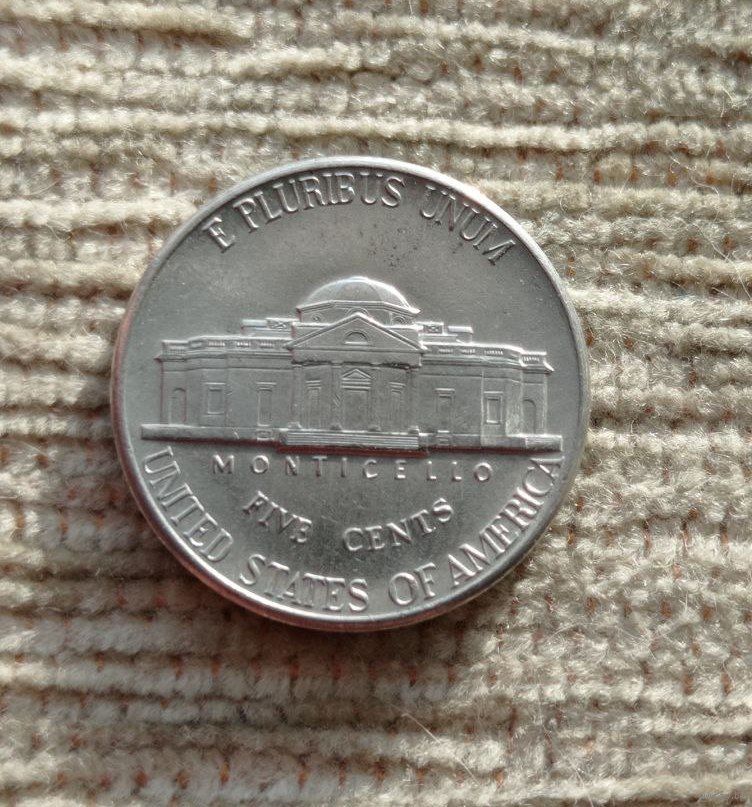 E PLURIBUS UNUM
MONTICELLO
FIVE CENTS
UNITED STATES OF AMERICA